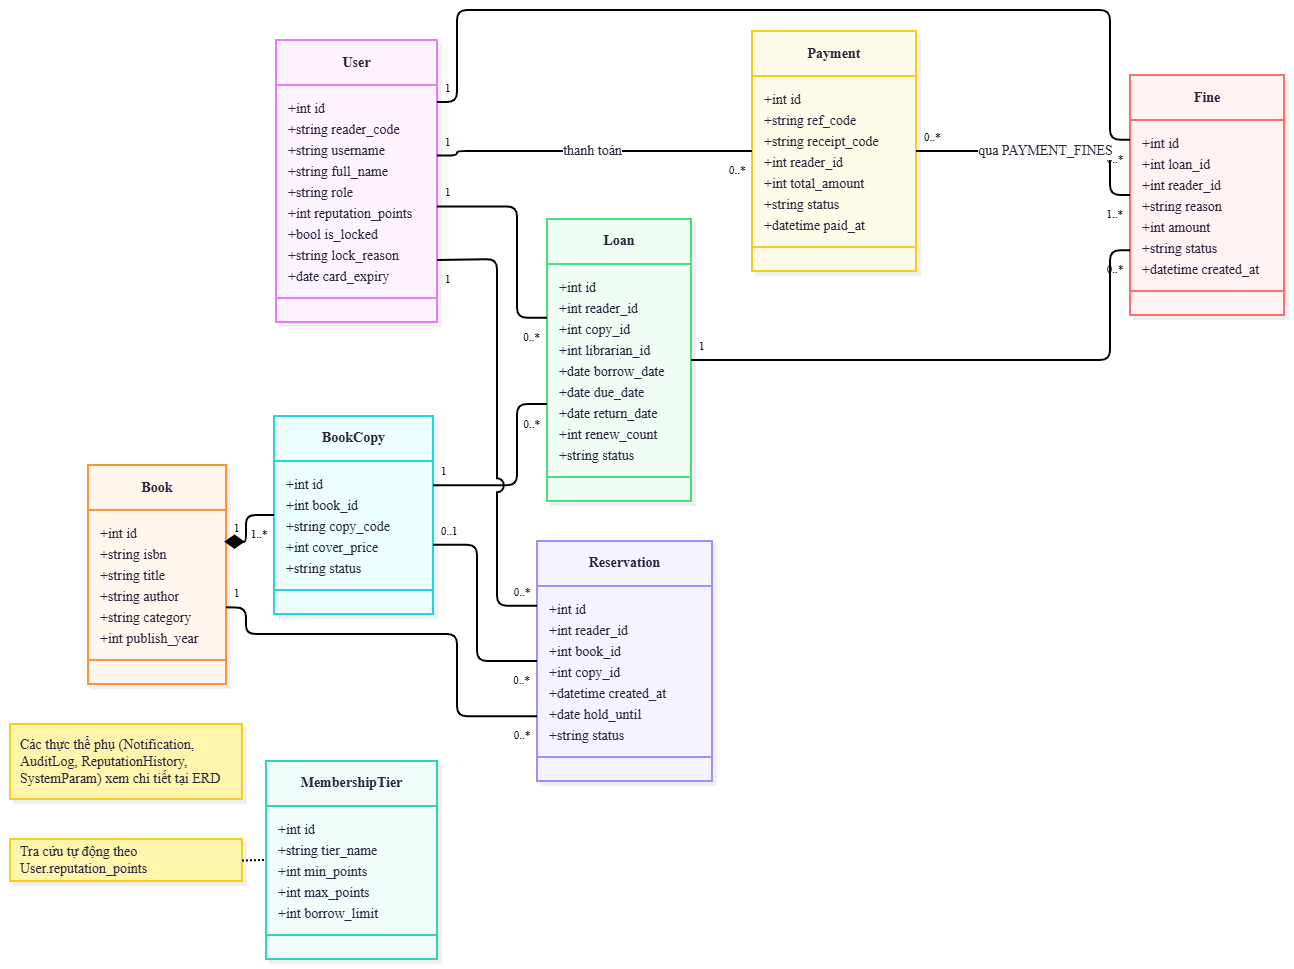 User
+int id
+string reader_code
+string username
+string full_name
+string role
+int reputation_points
+bool is_locked
+string lock_reason
+date card_expiry
1
1
1
1
thanh toán
0..*
Payment
+int id
+string ref_code
+string receipt_code
+int reader_id
+int total_amount
+string status
+datetime paid_at
0..*
qua PAYMENT_FINES
1..*
0..*
Fine
+int id
+int loan_id
+int reader_id
+string reason
+int amount
+string status
+datetime created_at
Loan
+int id
+int reader_id
+int copy_id
+int librarian_id
+date borrow_date
+date due_date
+date return_date
+int renew_count
+string status
0..*
0..*
1
BookCopy
+int id
+int book_id
+string copy_code
+int cover_price
+string status
1
0..1
Book
+int id
+string isbn
+string title
+string author
+string category
+int publish_year
1
1..*
1
Reservation
+int id
+int reader_id
+int book_id
+int copy_id
+datetime created_at
+date hold_until
+string status
0..*
0..*
0..*
Các thực thể phụ (Notification,
AuditLog, ReputationHistory,
SystemParam) xem chi tiết tại ERD
Tra cứu tự động theo
User.reputation_points
MembershipTier
+int id
+string tier_name
+int min_points
+int max_points
+int borrow_limit